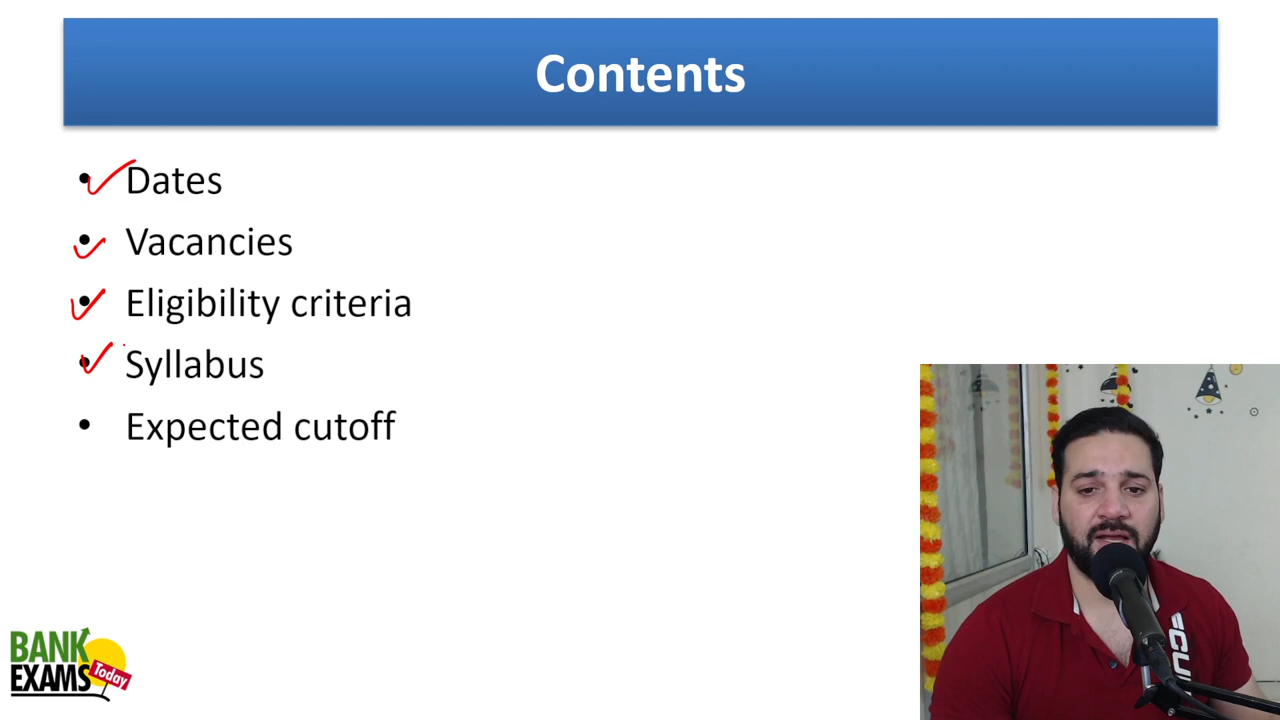 Contents
• Dates
• Vacancies
• Eligibility criteria
• Syllabus
• Expected cutoff
BANK
EXAMS
Today